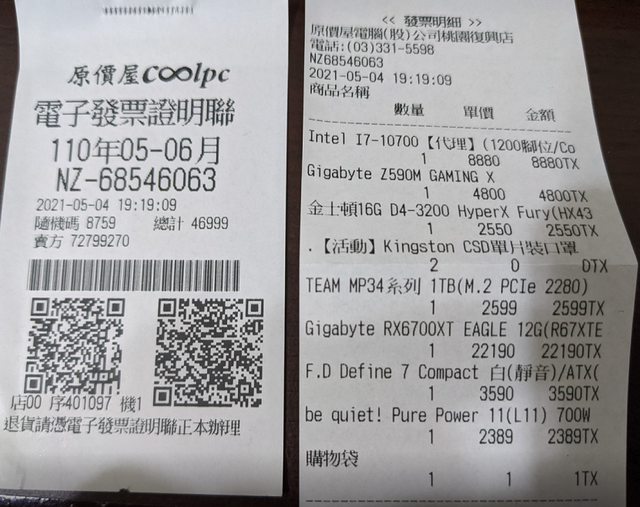 原價屋coolpc
電子發票證明聯
110年05-06月
NZ-68546063
2021-05-04 19:19:09
隨機碼 8759 總計 46999
賣方 72799270
店00 序401097 機1
退貨請憑電子發票證明聯正本辦理
<< 發票明細 >>
原價屋電腦(股)公司桃園復興店
電話:(03)331-5598
NZ68546063
2021-05-04 19:19:09
商品名稱
數量 單價 金額
Intel I7-10700【代理】(1200腳位/Co
1 8880 8880TX
Gigabyte Z590M GAMING X
1 4800 4800TX
金士頓16G D4-3200 HyperX Fury(HX43
1 2550 2550TX
.【活動】Kingston CSD單片裝口罩
2 0 0TX
TEAM MP34系列 1TB(M.2 PCIe 2280)
1 2599 2599TX
Gigabyte RX6700XT EAGLE 12G(R67XTE
1 22190 22190TX
F.D Define 7 Compact 白(靜音)/ATX(
1 3590 3590TX
be quiet! Pure Power 11(L11) 700W
1 2389 2389TX
購物袋
1 1 1TX